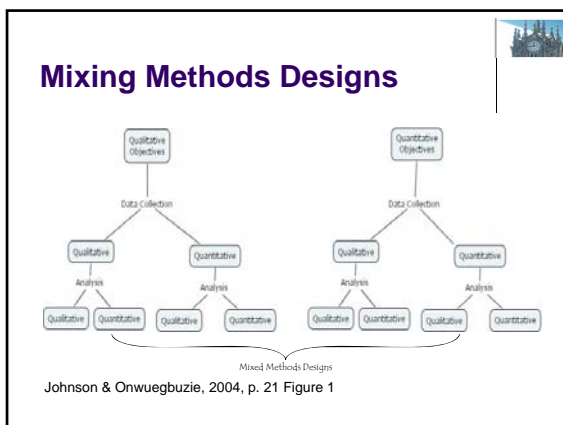 Mixing Methods Designs
Qualitative
Objectives
Quantitative
Objectives
Data Collection
Data Collection
Qualitative
Quantitative
Qualitative
Quantitative
Analysis
Analysis
Analysis
Analysis
Qualitative
Quantitative
Qualitative
Quantitative
Qualitative
Quantitative
Qualitative
Quantitative
Mixed Methods Designs
Johnson & Onwuegbuzie, 2004, p. 21 Figure 1